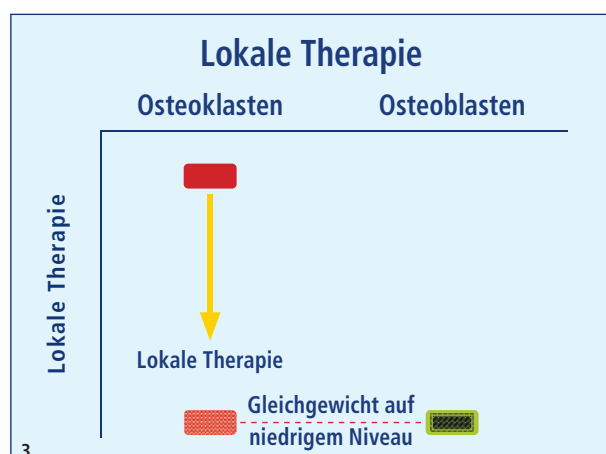 Lokale Therapie
Osteoklasten Osteoblasten
Lokale Therapie
Lokale Therapie
Gleichgewicht auf
niedrigem Niveau
3